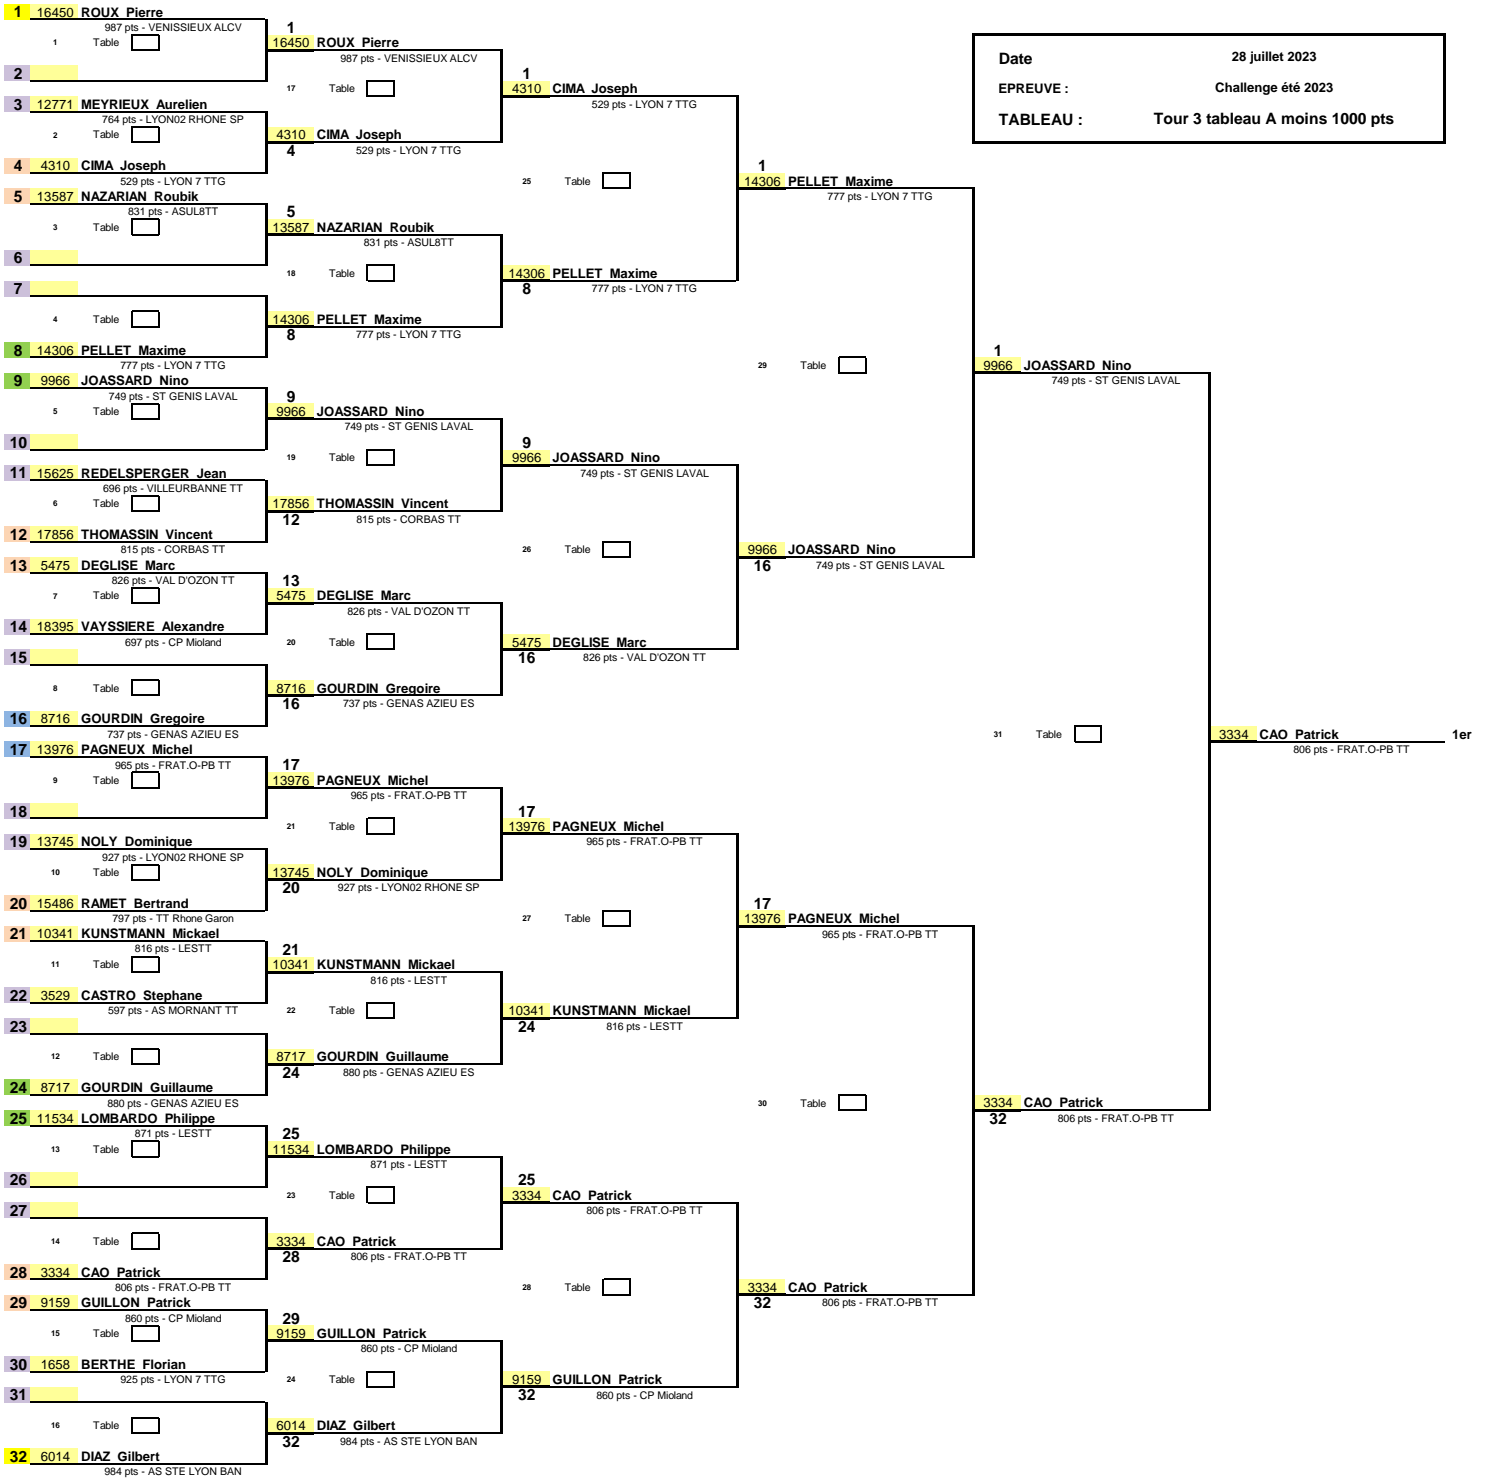 Date 28 juillet 2023
EPREUVE : Challenge été 2023
TABLEAU : Tour 3 tableau A moins 1000 pts
1 16450 ROUX Pierre
987 pts - VENISSIEUX ALCV
1 Table
2
3 12771 MEYRIEUX Aurelien
764 pts - LYON02 RHONE SP
2 Table
4 4310 CIMA Joseph
529 pts - LYON 7 TTG
5 13587 NAZARIAN Roubik
831 pts - ASUL8TT
3 Table
6
7
4 Table
8 14306 PELLET Maxime
777 pts - LYON 7 TTG
9 9966 JOASSARD Nino
749 pts - ST GENIS LAVAL
5 Table
10
11 15625 REDELSPERGER Jean
696 pts - VILLEURBANNE TT
6 Table
12 17856 THOMASSIN Vincent
815 pts - CORBAS TT
13 5475 DEGLISE Marc
826 pts - VAL D'OZON TT
7 Table
14 18395 VAYSSIERE Alexandre
697 pts - CP Mioland
15
8 Table
16 8716 GOURDIN Gregoire
737 pts - GENAS AZIEU ES
17 13976 PAGNEUX Michel
965 pts - FRAT.O-PB TT
9 Table
18
19 13745 NOLY Dominique
927 pts - LYON02 RHONE SP
10 Table
20 15486 RAMET Bertrand
797 pts - TT Rhone Garon
21 10341 KUNSTMANN Mickael
816 pts - LESTT
11 Table
22 3529 CASTRO Stephane
597 pts - AS MORNANT TT
23
12 Table
24 8717 GOURDIN Guillaume
880 pts - GENAS AZIEU ES
25 11534 LOMBARDO Philippe
871 pts - LESTT
13 Table
26
27
14 Table
28 3334 CAO Patrick
806 pts - FRAT.O-PB TT
29 9159 GUILLON Patrick
860 pts - CP Mioland
15 Table
30 1658 BERTHE Florian
925 pts - LYON 7 TTG
31
16 Table
32 6014 DIAZ Gilbert
984 pts - AS STE LYON BAN
1
16450 ROUX Pierre
987 pts - VENISSIEUX ALCV
17 Table
4310 CIMA Joseph
4 529 pts - LYON 7 TTG
5
13587 NAZARIAN Roubik
831 pts - ASUL8TT
18 Table
14306 PELLET Maxime
8 777 pts - LYON 7 TTG
9
9966 JOASSARD Nino
749 pts - ST GENIS LAVAL
19 Table
17856 THOMASSIN Vincent
12 815 pts - CORBAS TT
13
5475 DEGLISE Marc
826 pts - VAL D'OZON TT
20 Table
8716 GOURDIN Gregoire
16 737 pts - GENAS AZIEU ES
17
13976 PAGNEUX Michel
965 pts - FRAT.O-PB TT
21 Table
13745 NOLY Dominique
20 927 pts - LYON02 RHONE SP
21
10341 KUNSTMANN Mickael
816 pts - LESTT
22 Table
8717 GOURDIN Guillaume
24 880 pts - GENAS AZIEU ES
25
11534 LOMBARDO Philippe
871 pts - LESTT
23 Table
3334 CAO Patrick
28 806 pts - FRAT.O-PB TT
29
9159 GUILLON Patrick
860 pts - CP Mioland
24 Table
6014 DIAZ Gilbert
32 984 pts - AS STE LYON BAN
1
4310 CIMA Joseph
529 pts - LYON 7 TTG
25 Table
14306 PELLET Maxime
8 777 pts - LYON 7 TTG
9
9966 JOASSARD Nino
749 pts - ST GENIS LAVAL
26 Table
5475 DEGLISE Marc
16 826 pts - VAL D'OZON TT
17
13976 PAGNEUX Michel
965 pts - FRAT.O-PB TT
27 Table
10341 KUNSTMANN Mickael
24 816 pts - LESTT
25
3334 CAO Patrick
806 pts - FRAT.O-PB TT
28 Table
9159 GUILLON Patrick
32 860 pts - CP Mioland
1
14306 PELLET Maxime
777 pts - LYON 7 TTG
29 Table
9966 JOASSARD Nino
16 749 pts - ST GENIS LAVAL
17
13976 PAGNEUX Michel
965 pts - FRAT.O-PB TT
30 Table
3334 CAO Patrick
32 806 pts - FRAT.O-PB TT
1
9966 JOASSARD Nino
749 pts - ST GENIS LAVAL
31 Table
3334 CAO Patrick
32 806 pts - FRAT.O-PB TT
3334 CAO Patrick 1er
806 pts - FRAT.O-PB TT